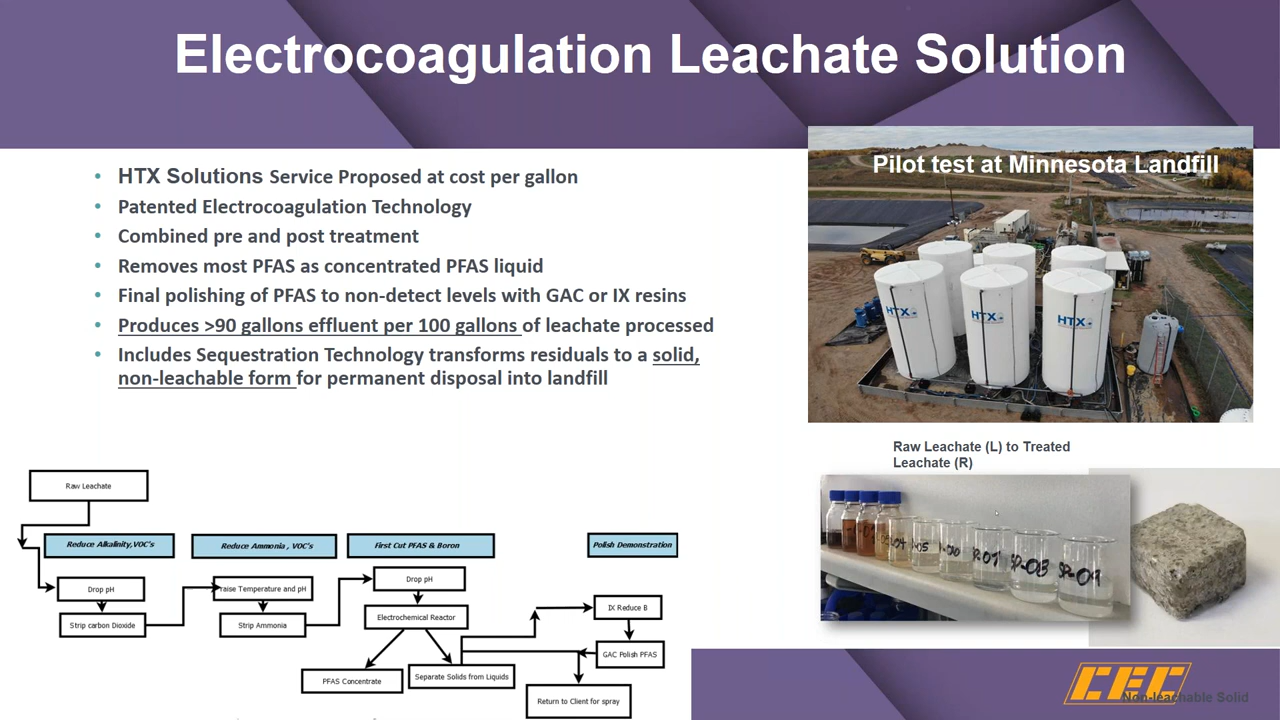 Electrocoagulation Leachate Solution
• HTX Solutions Service Proposed at cost per gallon
• Patented Electrocoagulation Technology
• Combined pre and post treatment
• Removes most PFAS as concentrated PFAS liquid
• Final polishing of PFAS to non-detect levels with GAC or IX resins
• Produces >90 gallons effluent per 100 gallons of leachate processed
• Includes Sequestration Technology transforms residuals to a solid,
non-leachable form for permanent disposal into landfill
Pilot test at Minnesota Landfill
HTX
HTX
HTX
Raw Leachate (L) to Treated
Leachate (R)
SP-013
SP-09
Raw Leachate
Reduce Alkalinity,VOC's
Reduce Ammonia , VOC's
First Cut PFAS & Boron
Polish Demonstration
Drop pH
Strip carbon Dioxide
raise Temperature and pH
Strip Ammonia
Drop pH
Electrochemical Reactor
PFAS Concentrate
Separate Solids from Liquids
IX Reduce B
GAC Polish PFAS
Return to Client for spray
CEC
Non-leachable Solid